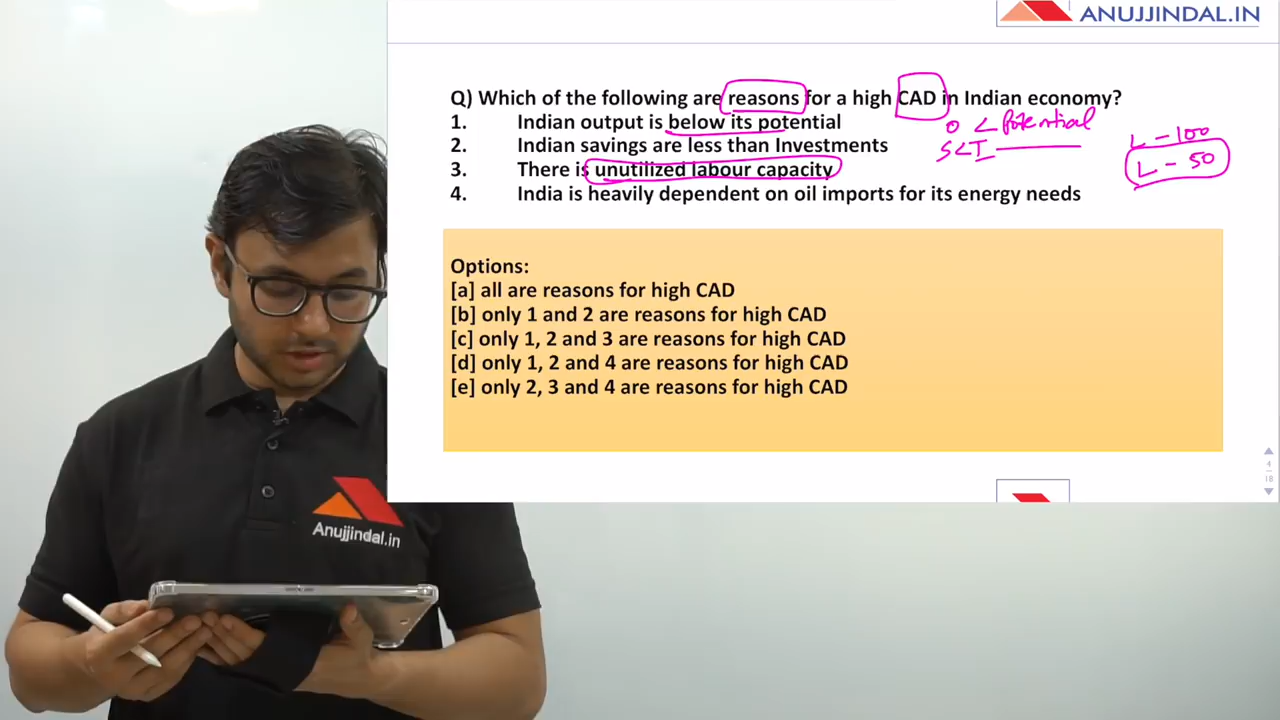 ANUJJINDAL.IN
Q) Which of the following are reasons for a high CAD in Indian economy?
1. Indian output is below its potential
O < Potential
2. Indian savings are less than Investments
S<I
L - 100
3. There is unutilized labour capacity
L - 50
4. India is heavily dependent on oil imports for its energy needs
Options:
[a] all are reasons for high CAD
[b] only 1 and 2 are reasons for high CAD
[c] only 1, 2 and 3 are reasons for high CAD
[d] only 1, 2 and 4 are reasons for high CAD
[e] only 2, 3 and 4 are reasons for high CAD
4
18
Anujjindal.in